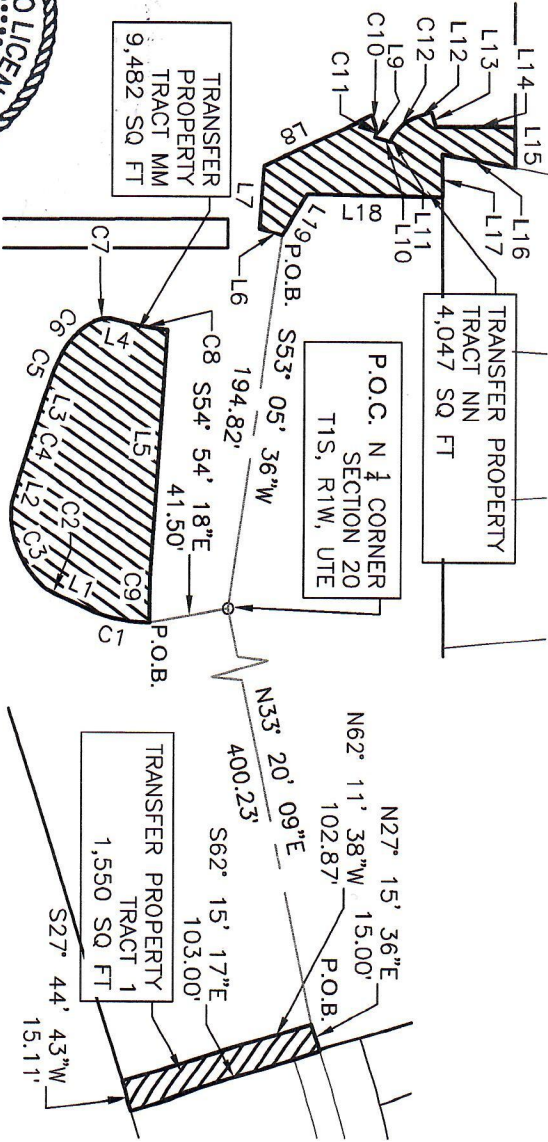 O LICEN
TRANSFER
PROPERTY
TRACT MM
9,482 SQ FT
TRANSFER PROPERTY
TRACT NN
4,047 SQ FT
P.O.C. N ¼ CORNER
SECTION 20
T1S, R1W, UTE
TRANSFER PROPERTY
TRACT 1
1,550 SQ FT
L14
L13
L12
C12
L9
C10
C11
L15
L16
L17
L11
L10
L8
L18
L7
L19
L6
P.O.B.
S53° 05' 36"W
194.82'
C7
C6
L4
C8
C5
L3
L5
C4
L2
C3
C2
L1
C9
C1
P.O.B.
S54° 54' 18"E
41.50'
N33° 20' 09"E
400.23'
N27° 15' 36"E
15.00'
N62° 11' 38"W
102.87'
P.O.B.
S62° 15' 17"E
103.00'
S27° 44' 43"W
15.11'